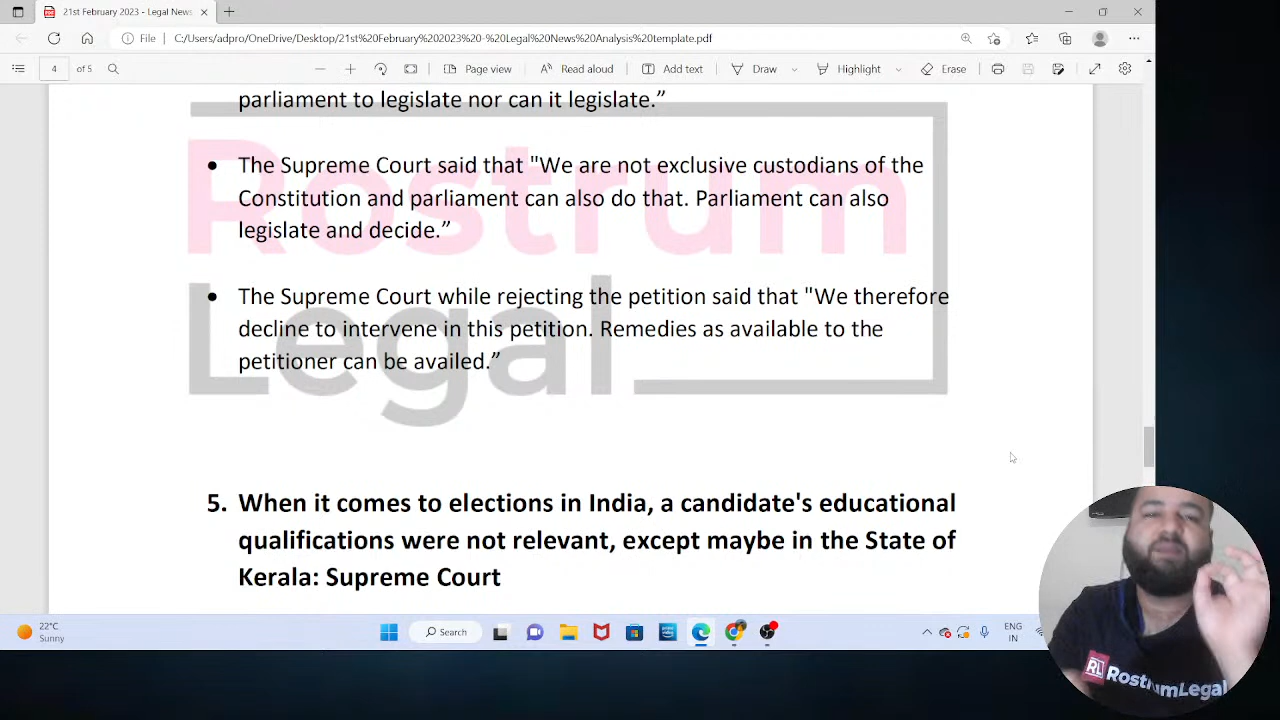 21st February 2023 - Legal News
File C:/Users/adpro/OneDrive/Desktop/21st%20February%202023%20-%20Legal%20News%20Analysis%20template.pdf
4 of 5 Page view Read aloud Add text Draw Highlight Erase
parliament to legislate nor can it legislate.”
• The Supreme Court said that "We are not exclusive custodians of the
Constitution and parliament can also do that. Parliament can also
legislate and decide.”
• The Supreme Court while rejecting the petition said that "We therefore
decline to intervene in this petition. Remedies as available to the
petitioner can be availed.”
Rostrum
Legal
5. When it comes to elections in India, a candidate's educational
qualifications were not relevant, except maybe in the State of
Kerala: Supreme Court
22°C
Sunny
Search
ENG
IN
RL RostrumLegal